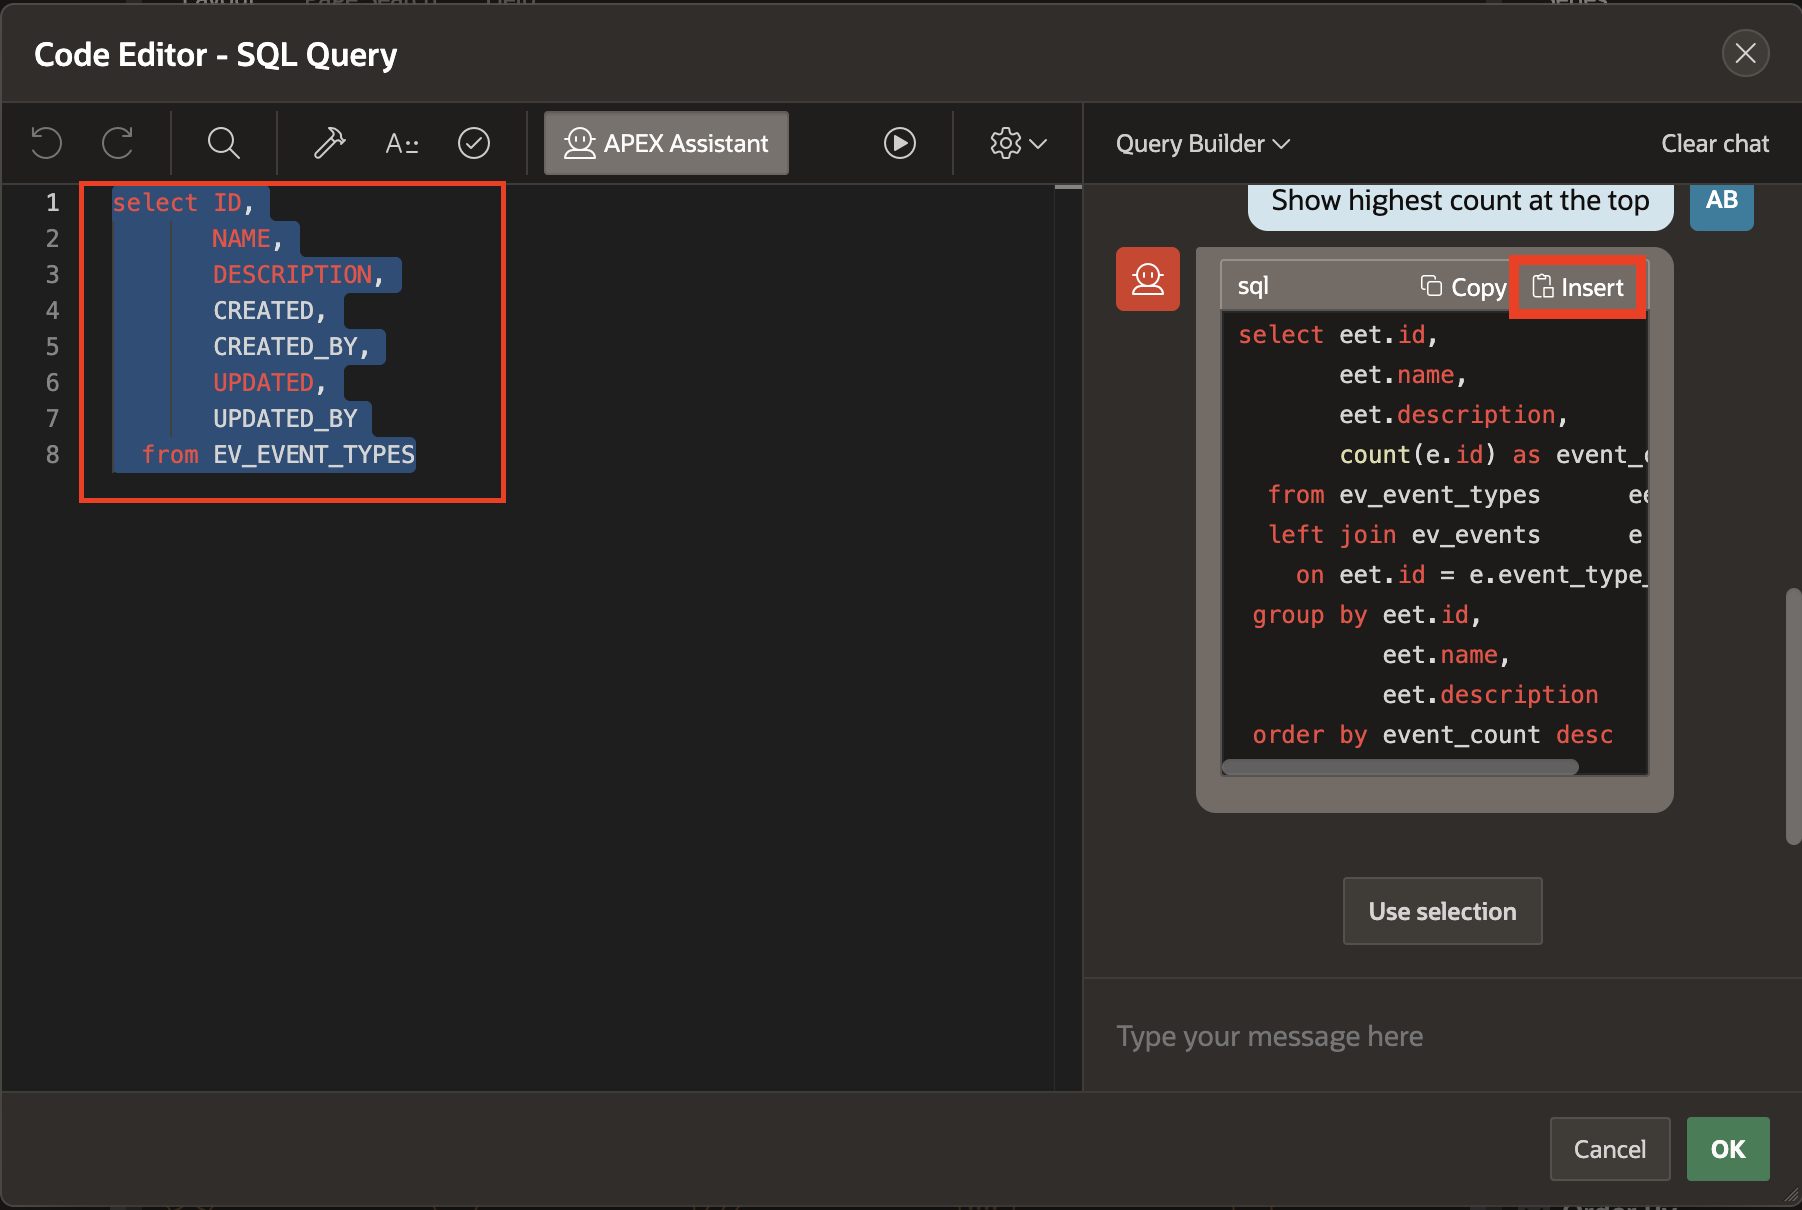 Code Editor - SQL Query
APEX Assistant
Query Builder
Clear chat
1 select ID,
2 NAME,
3 DESCRIPTION,
4 CREATED,
5 CREATED_BY,
6 UPDATED,
7 UPDATED_BY
8 from EV_EVENT_TYPES
Show highest count at the top
AB
sql Copy Insert
select eet.id,
eet.name,
eet.description,
count(e.id) as event_
from ev_event_types
left join ev_events e
on eet.id = e.event_type_
group by eet.id,
eet.name,
eet.description
order by event_count desc
Use selection
Type your message here
Cancel
OK